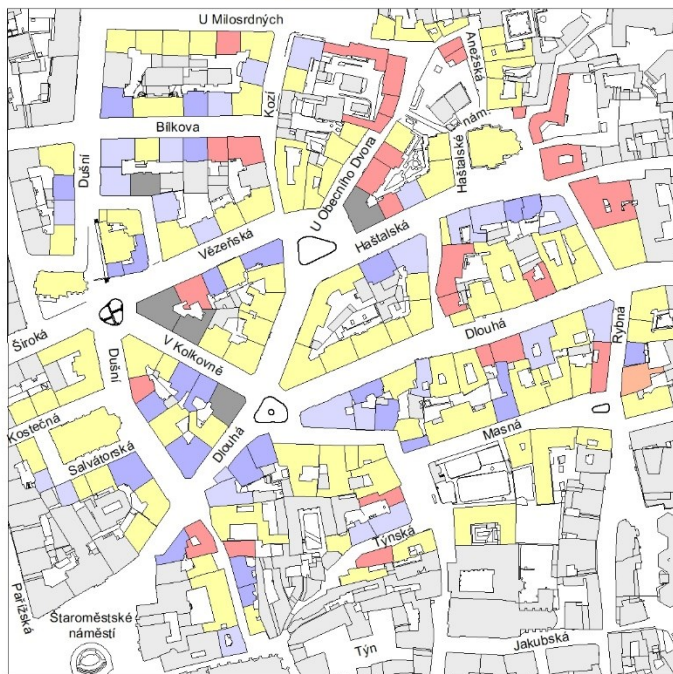 U Milosrdných
Anežská
Kozí
Bílkova
Haštalské nám.
Dušní
U Obecního Dvora
Vězeňská
Haštalská
Široká
Rybná
Dlouhá
V Kolkovně
Dušní
Kostečná
Salvátorská
Dlouhá
Masná
Týnská
Pařížská
Staroměstské
náměstí
Týn
Jakubská